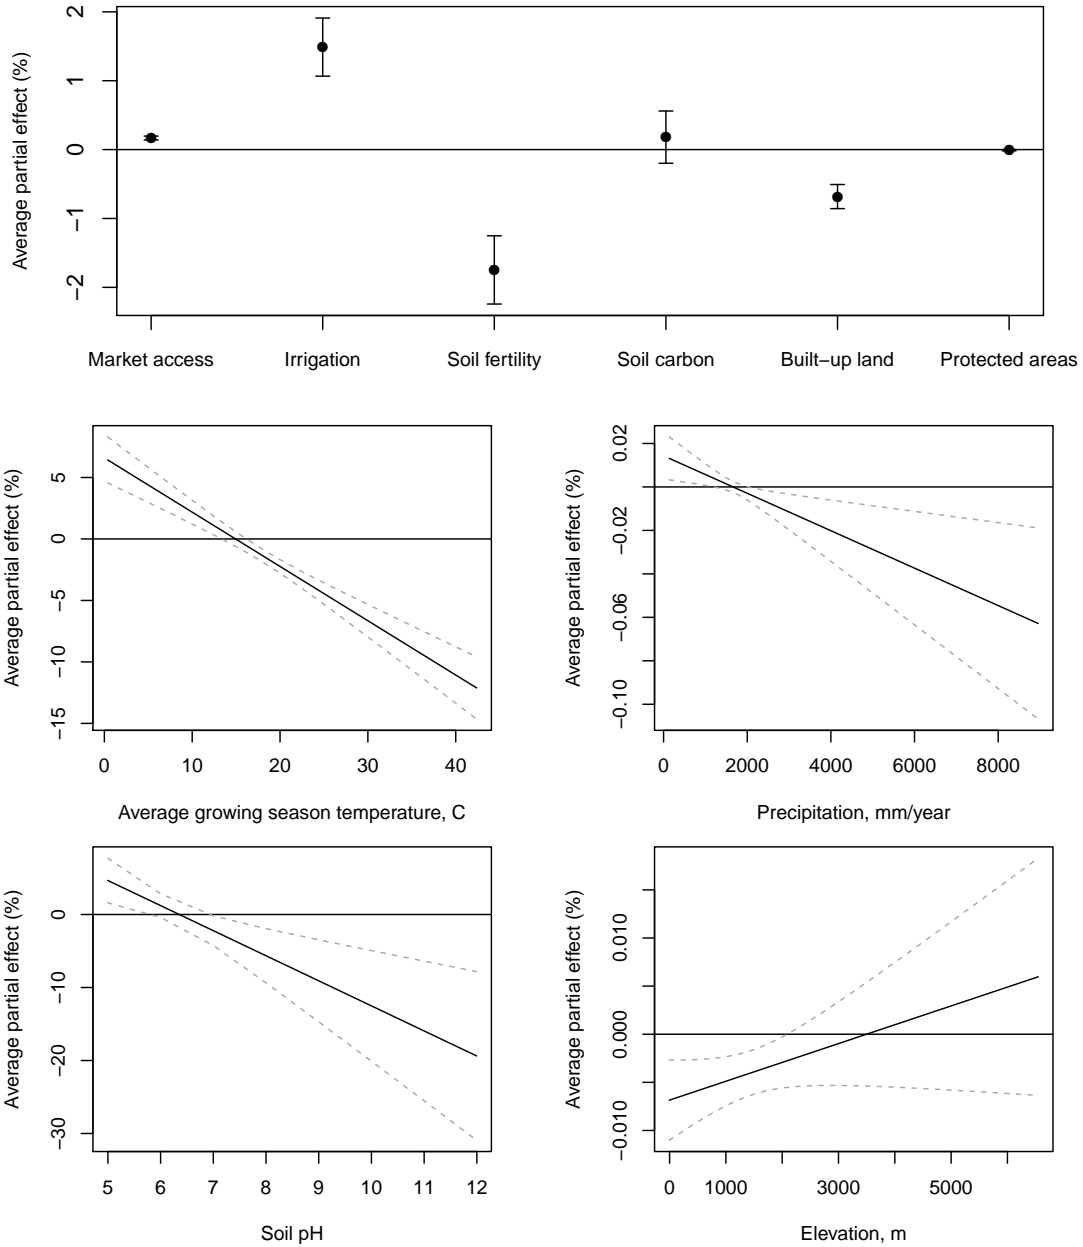 Average partial effect (%)
2
1
0
−1
−2
Market access Irrigation Soil fertility Soil carbon Built−up land Protected areas
Average partial effect (%)
5
0
−5
−10
−15
0 10 20 30 40
Average growing season temperature, C
Average partial effect (%)
0.02
−0.02
−0.06
−0.10
0 2000 4000 6000 8000
Precipitation, mm/year
Average partial effect (%)
0
−10
−20
−30
5 6 7 8 9 10 11 12
Soil pH
Average partial effect (%)
0.010
0.000
−0.010
0 1000 3000 5000
Elevation, m